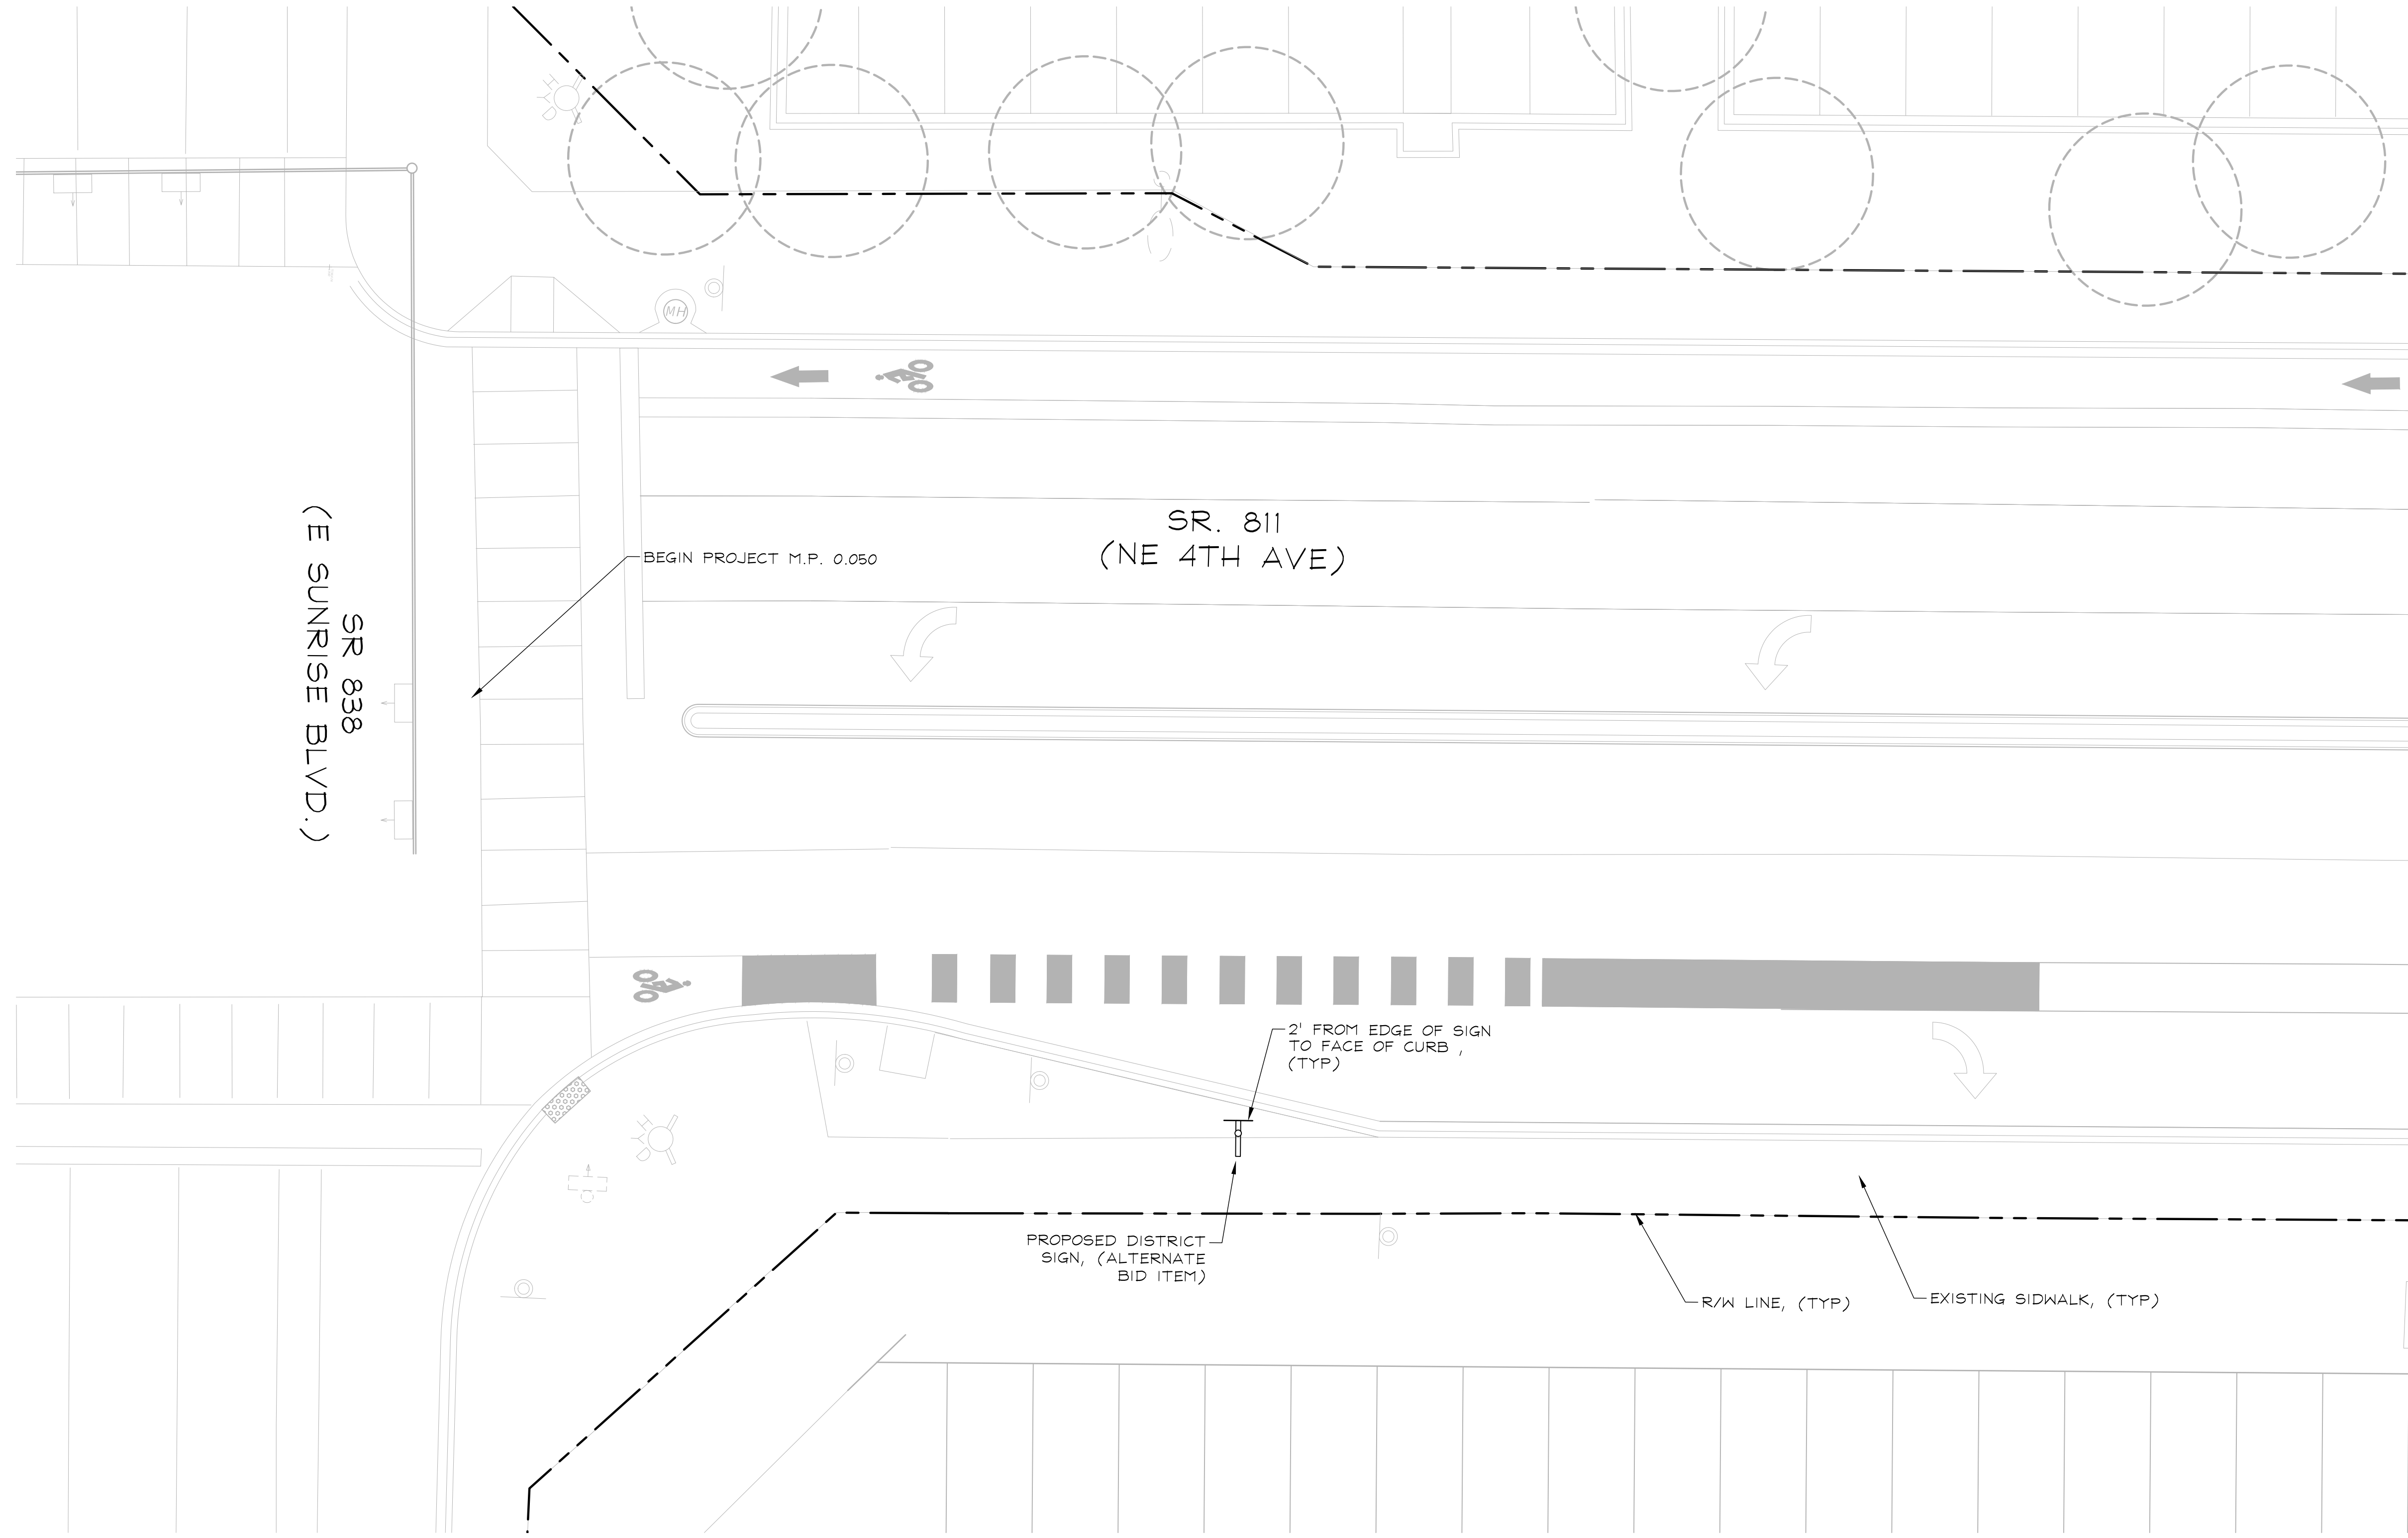 MH
SR. 811
(NE 4TH AVE)
BEGIN PROJECT M.P. 0.050
SR 838
(E SUNRISE BLVD.)
2' FROM EDGE OF SIGN
TO FACE OF CURB ,
(TYP)
PROPOSED DISTRICT
SIGN, (ALTERNATE
BID ITEM)
R/W LINE, (TYP)
EXISTING SIDWALK, (TYP)